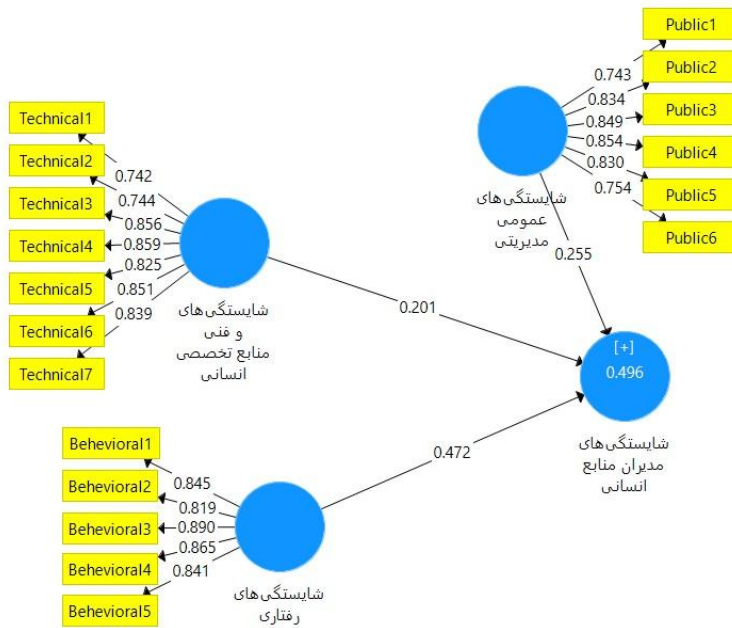 Public1
Public2
Public3
Public4
Public5
Public6
0.743
0.834
0.849
0.854
0.830
0.754
شایستگی‌های
عمومی
مدیریتی
0.255
Technical1
Technical2
Technical3
Technical4
Technical5
Technical6
Technical7
0.742
0.744
0.856
0.859
0.825
0.851
0.839
شایستگی‌های
و فنی
منابع تخصصی
انسانی
0.201
[+]
0.496
شایستگی‌های
مدیران منابع
انسانی
0.472
Behevioral1
Behevioral2
Behevioral3
Behevioral4
Behevioral5
0.845
0.819
0.890
0.865
0.841
شایستگی‌های
رفتاری